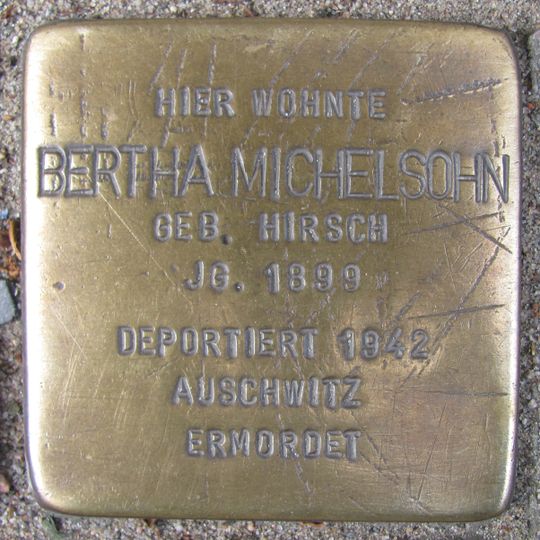 HIER WOHNTE
BERTHA MICHELSOHN
GEB. HIRSCH
JG. 1899
DEPORTIERT 1942
AUSCHWITZ
ERMORDET